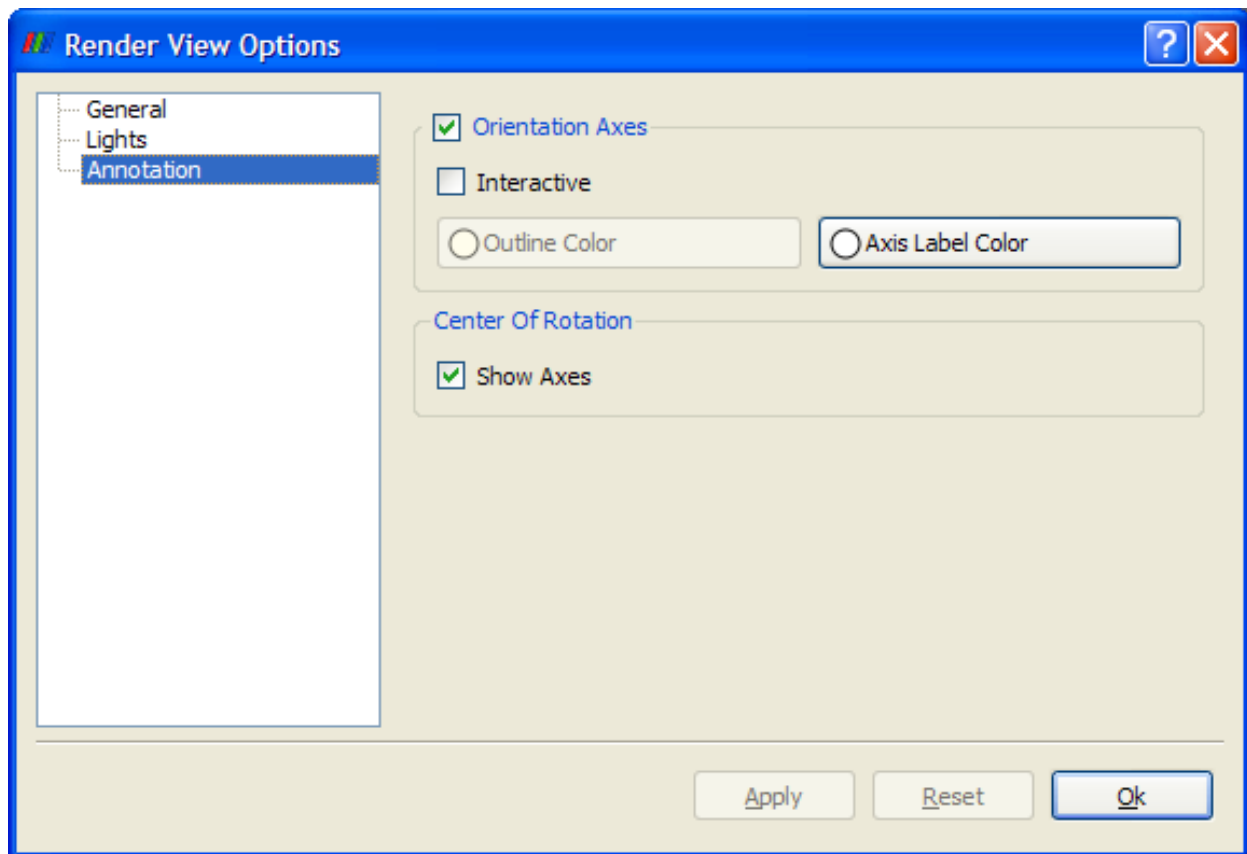 Render View Options
?
General
Lights
Annotation
Orientation Axes
Interactive
Outline Color
Axis Label Color
Center Of Rotation
Show Axes
Apply
Reset
Ok